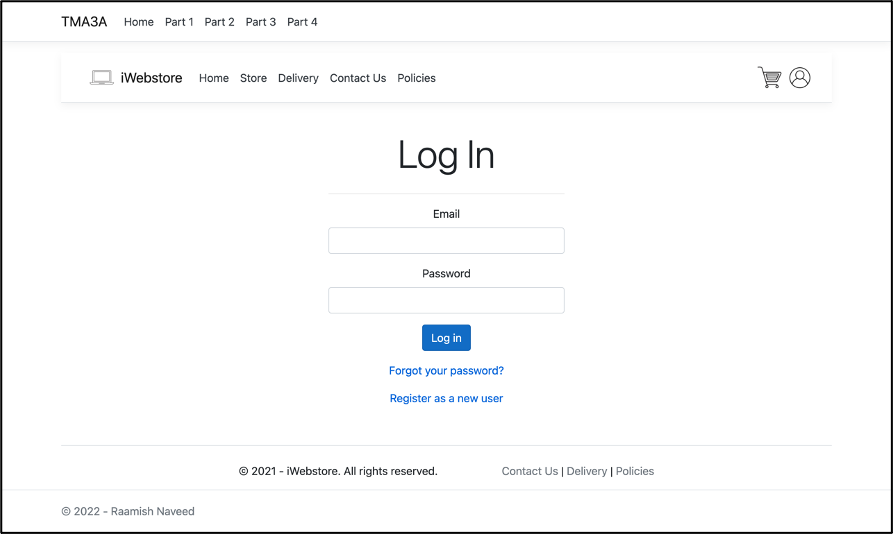 TMA3A Home Part 1 Part 2 Part 3 Part 4
iWebstore Home Store Delivery Contact Us Policies
Log In
Email
Password
Log in
Forgot your password?
Register as a new user
© 2021 - iWebstore. All rights reserved. Contact Us | Delivery | Policies
© 2022 - Raamish Naveed